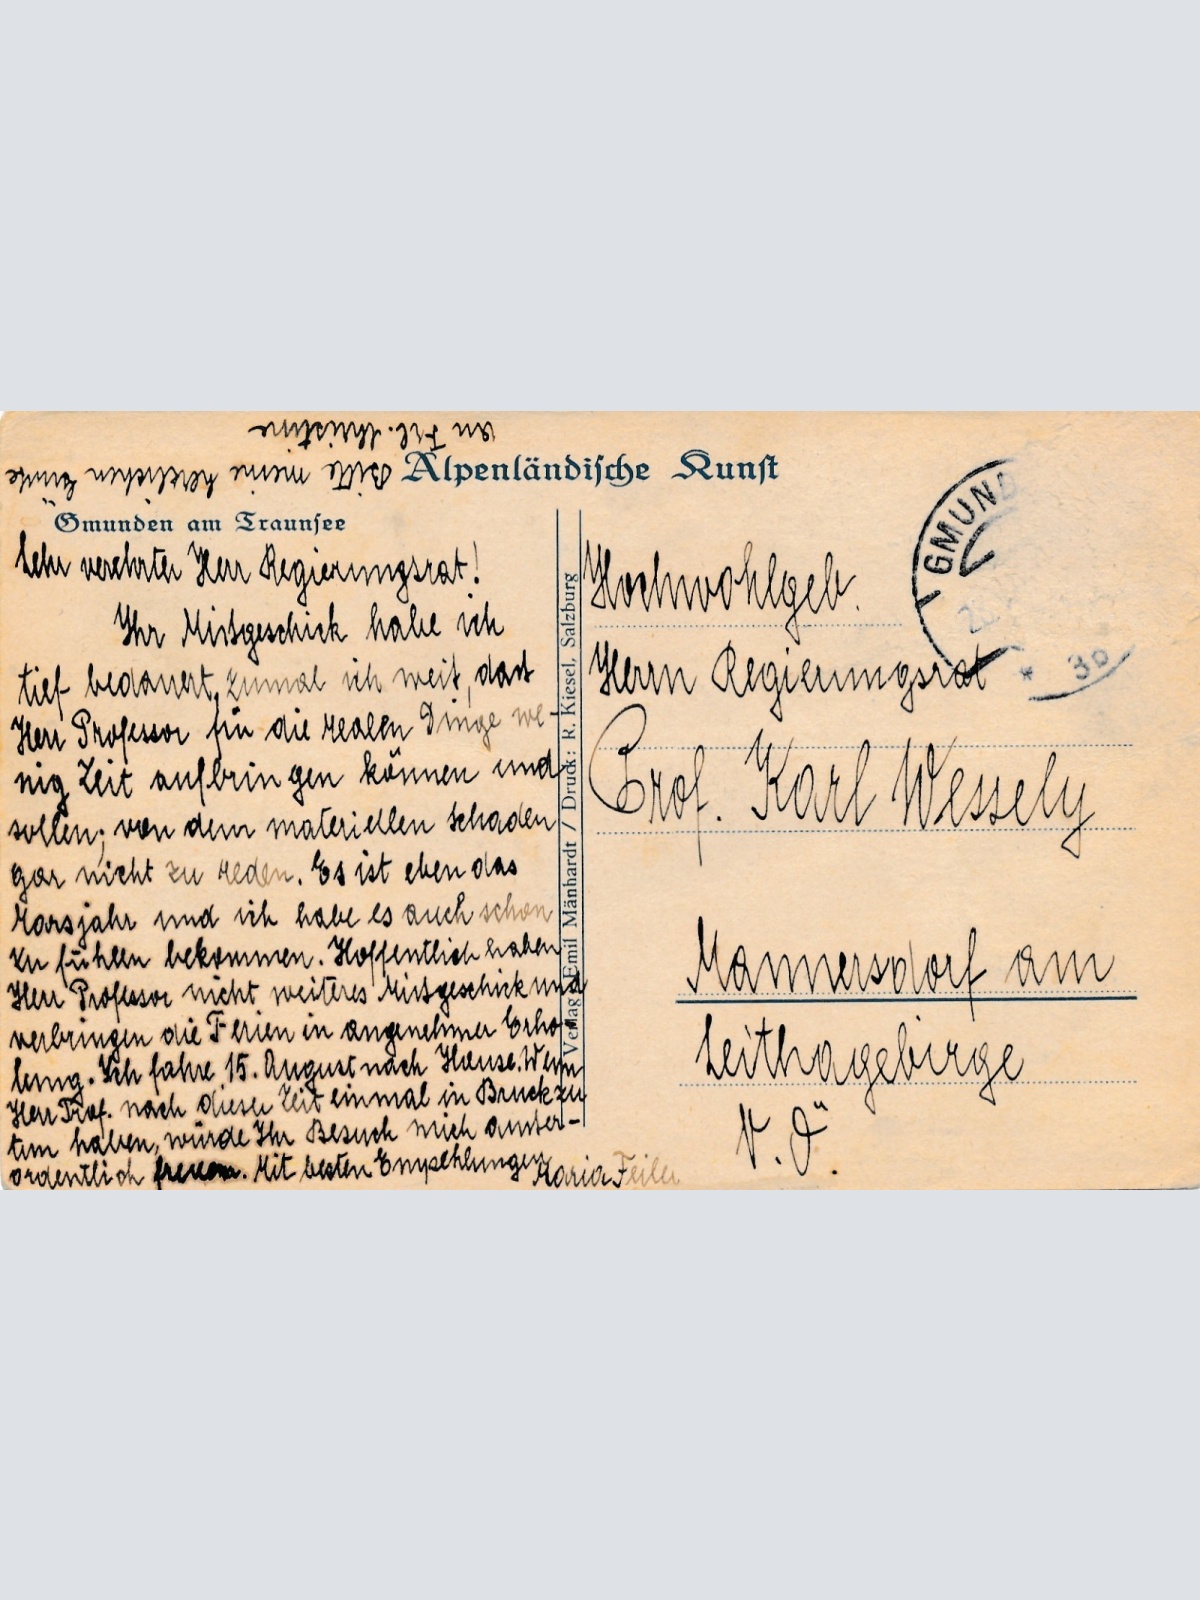 Alpenländische Kunst
Gmunden am Traunsee
Sehr verehrter Herr Regierungsrat!
Ihr Missgeschick habe ich
tief bedauert, zumal ich weiß, dass
Herr Professor für die realen Dinge we-
nig Zeit aufbringen können und
sollen; von dem materiellen Schaden
gar nicht zu reden. Es ist eben das
Marsjahr und ich habe es auch schon
zu fühlen bekommen. Hoffentlich haben
Herr Professor nicht weiteres Missgeschick und
verbringen die Ferien in angenehmer Erho-
lung. Ich fahre 15. August nach Hause. Wenn
Herr Prof. nach dieser Zeit einmal in Bruck zu
tun haben, würde Ihr Besuch mich außer-
ordentlich freuen. Mit besten Empfehlungen
Maria Feiler
Bitte meine herzlichen Grüße
an Frl. Christine
Verlag Emil Mänhardt / Druck: R. Kiesel, Salzburg
GMUND
* 3b
Hochwohlgeb.
Herrn Regierungsrat
Prof. Karl Wessely
Mannersdorf am
Leithagebirge
N. Ö.